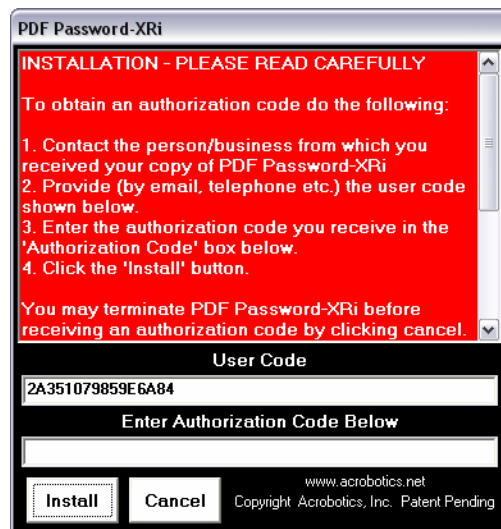 PDF Password-XRi
INSTALLATION - PLEASE READ CAREFULLY
To obtain an authorization code do the following:
1. Contact the person/business from which you
received your copy of PDF Password-XRi
2. Provide (by email, telephone etc.) the user code
shown below.
3. Enter the authorization code you receive in the
'Authorization Code' box below.
4. Click the 'Install' button.
You may terminate PDF Password-XRi before
receiving an authorization code by clicking cancel.
User Code
2A351079859E6A84
Enter Authorization Code Below
Install
Cancel
www.acrobotics.net
Copyright Acrobotics, Inc. Patent Pending